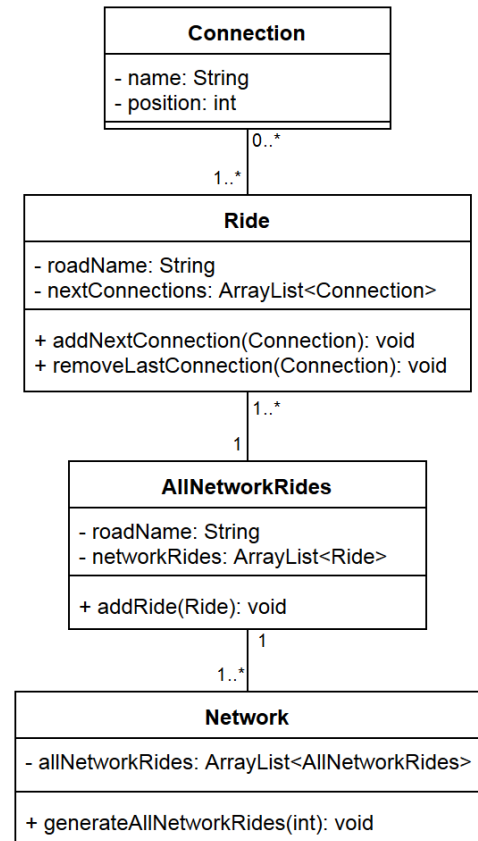 Connection
- name: String
- position: int
0..*
1..*
Ride
- roadName: String
- nextConnections: ArrayList<Connection>
+ addNextConnection(Connection): void
+ removeLastConnection(Connection): void
1..*
1
AllNetworkRides
- roadName: String
- networkRides: ArrayList<Ride>
+ addRide(Ride): void
1
1..*
Network
- allNetworkRides: ArrayList<AllNetworkRides>
+ generateAllNetworkRides(int): void